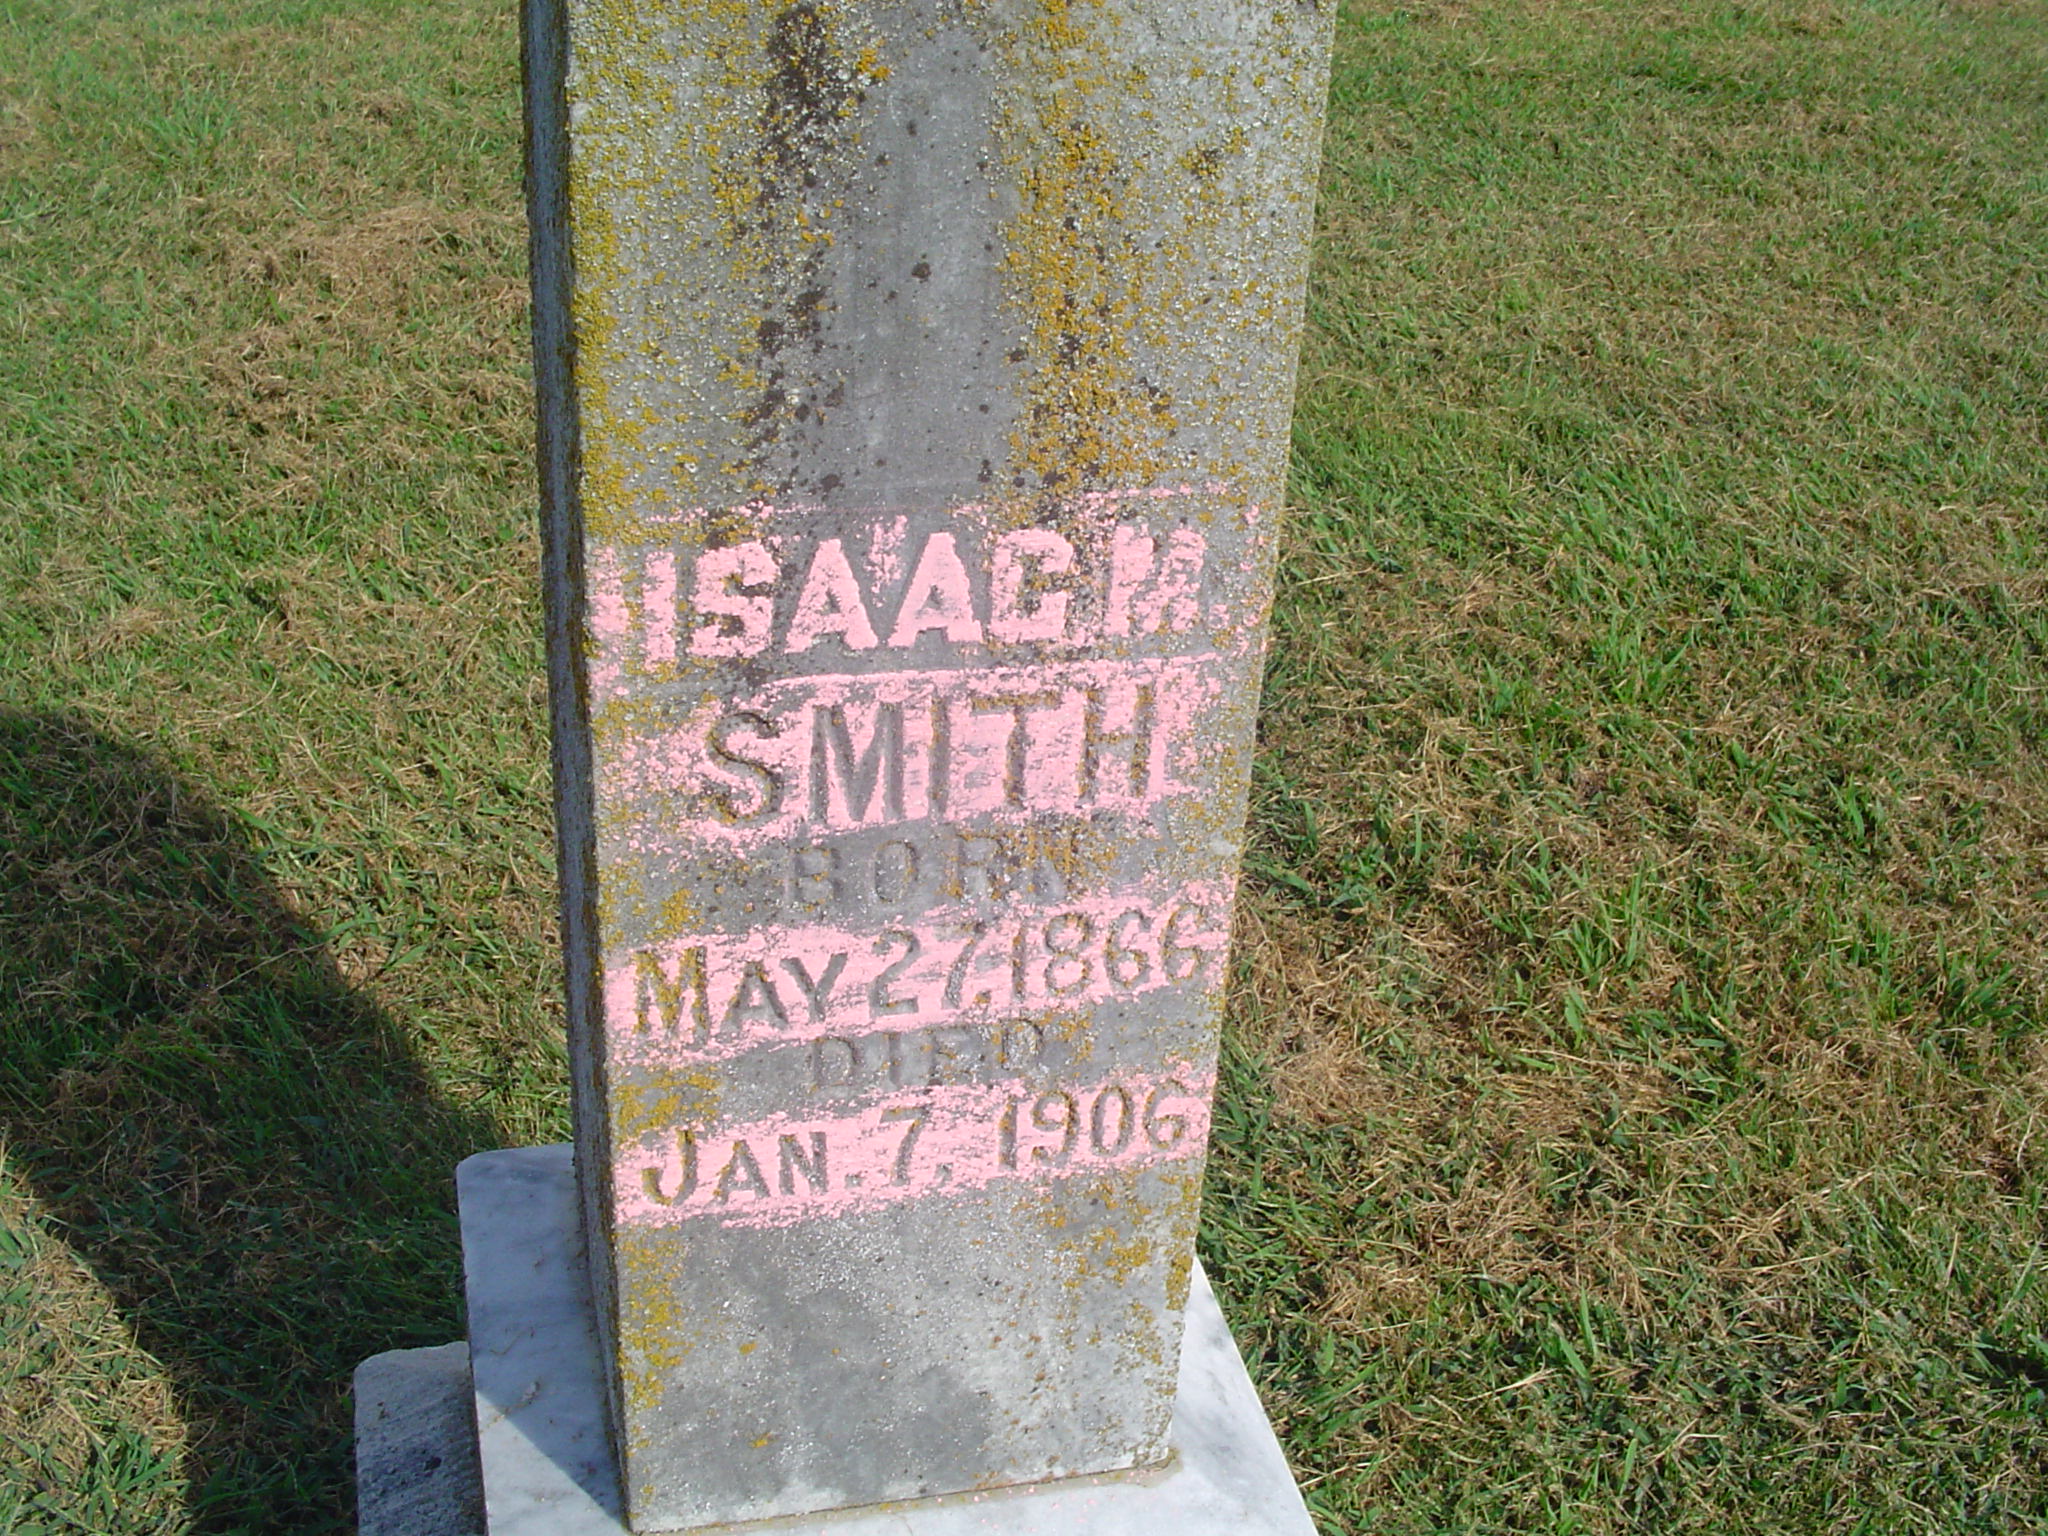 ISAAC
SMITH
BORN
MAY 27, 1866
DIED
JAN. 7, 1906